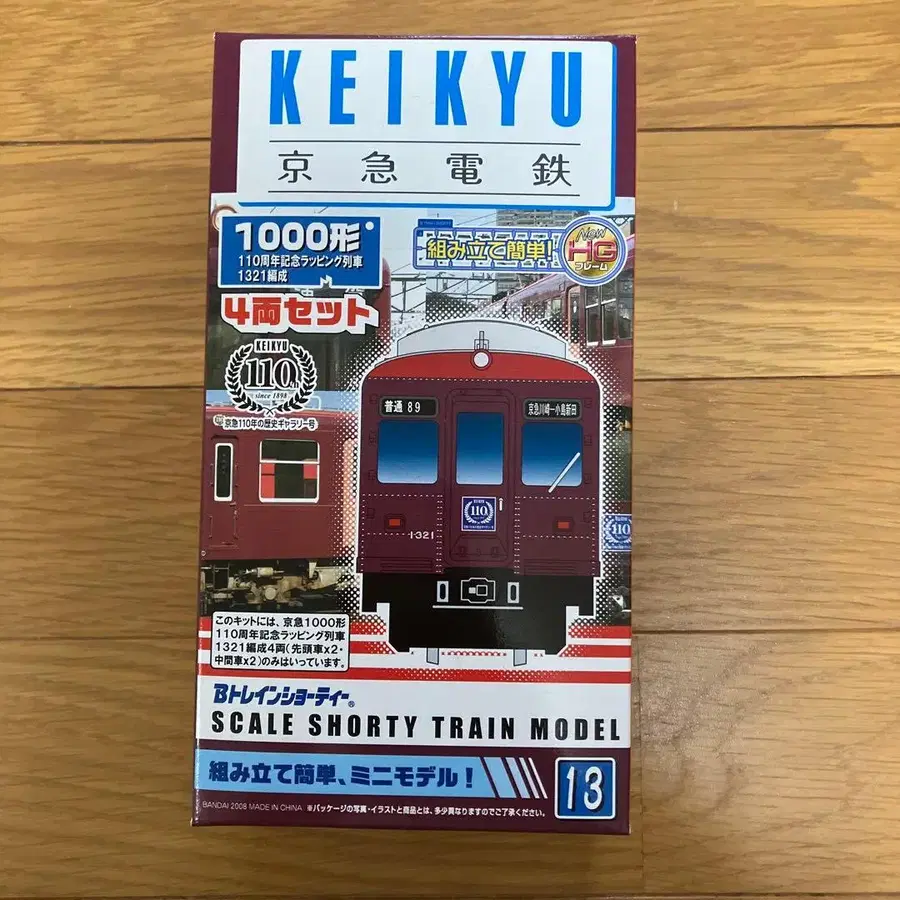 KEIKYU
京急電鉄
1000形
110周年記念ラッピング列車
1321編成
4両セット
組み立て簡単!
New
HG
フレーム
KEIKYU
110th
since 1898
京急110年の歴史ギャラリー号
普通 89
京急川崎ー小島新田
110
1321
110
このキットには、京急1000形
110周年記念ラッピング列車
1321編成4両(先頭車x2・
中間車x2)のみはいっています。
Bトレインショーティー®
SCALE SHORTY TRAIN MODEL
組み立て簡単、ミニモデル!
13
BANDAI 2008 MADE IN CHINA ※パッケージの写真・イラストと商品とは、多少異なりますのでご了承ください。